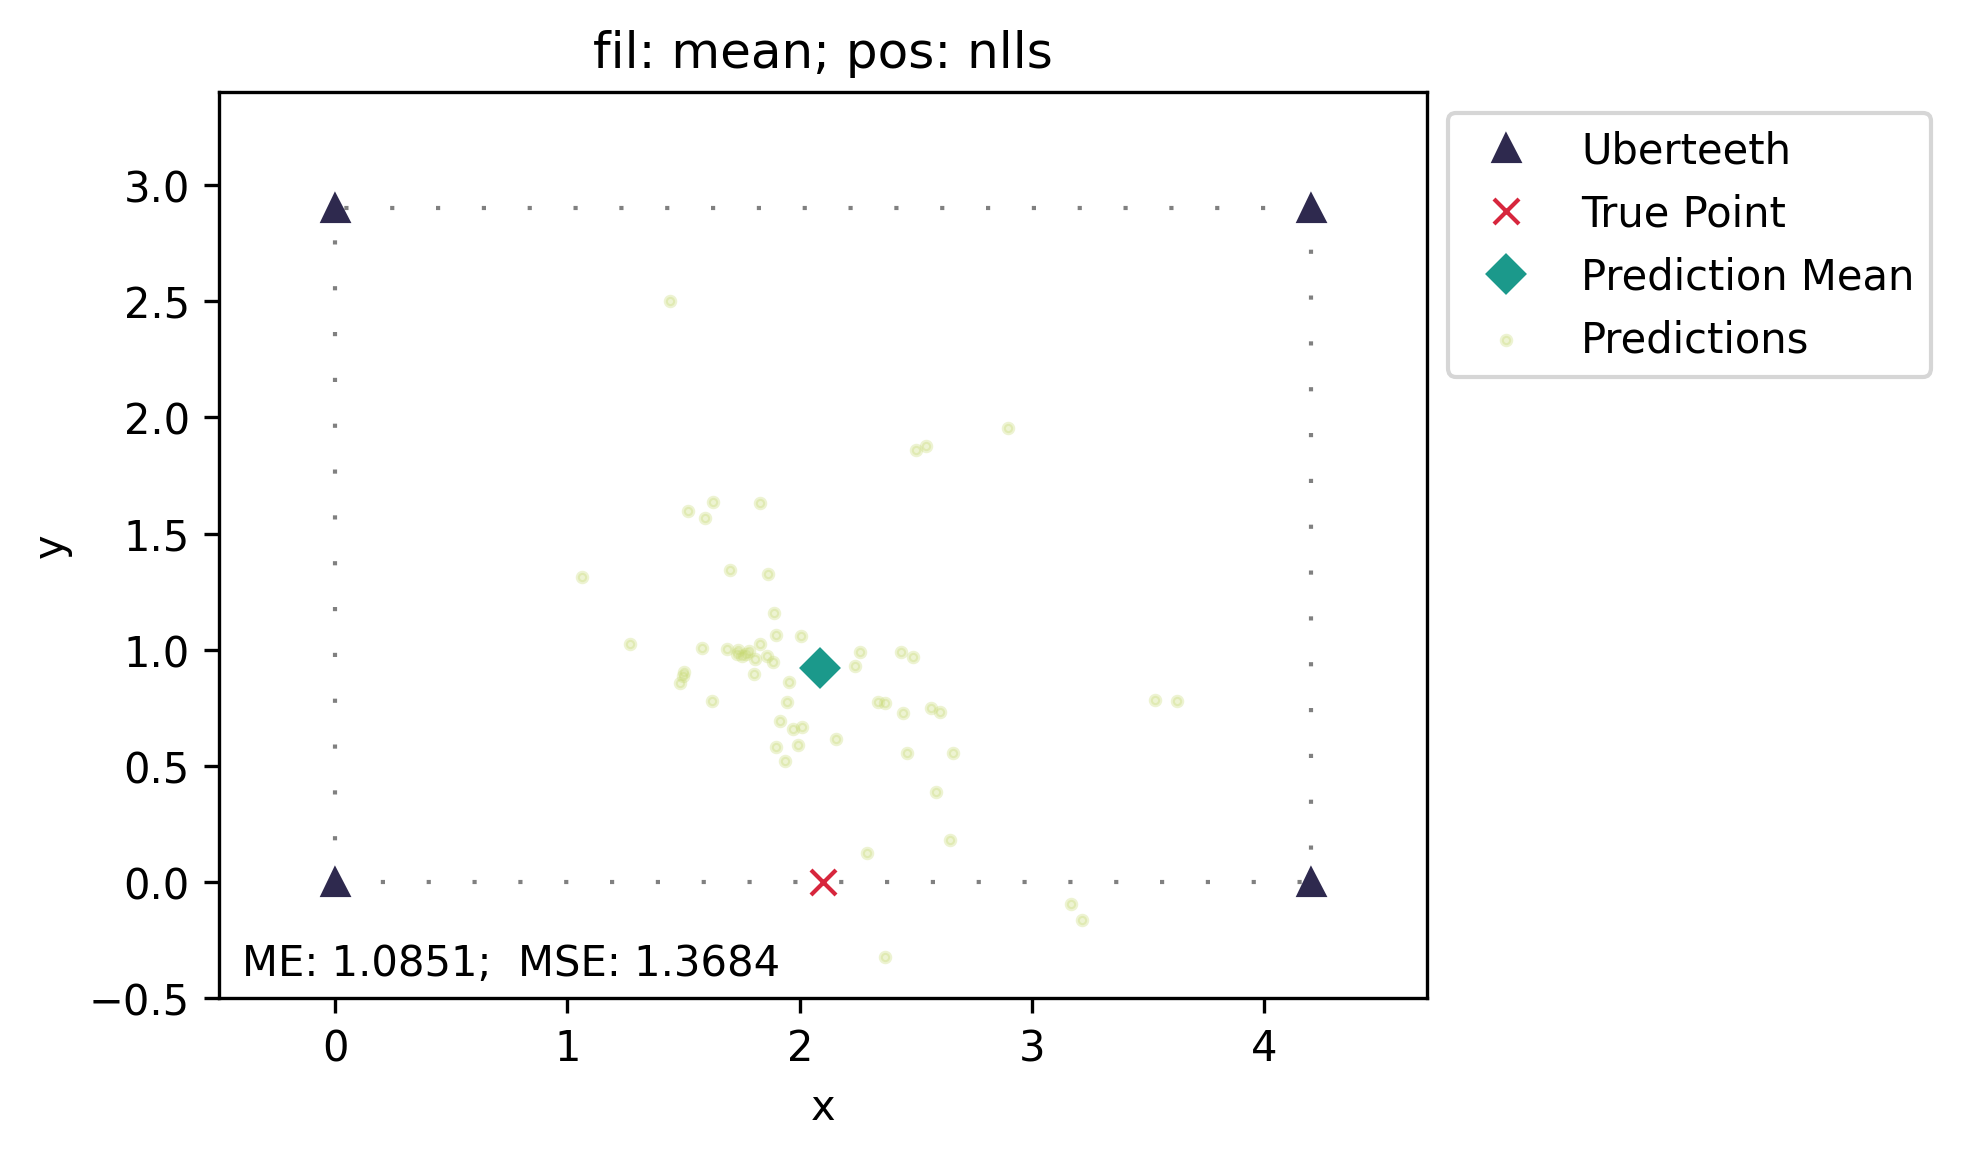 fil: mean; pos: nlls
Uberteeth
True Point
Prediction Mean
Predictions
3.0
2.5
2.0
1.5
1.0
0.5
0.0
−0.5
y
ME: 1.0851;  MSE: 1.3684
0 1 2 3 4
x